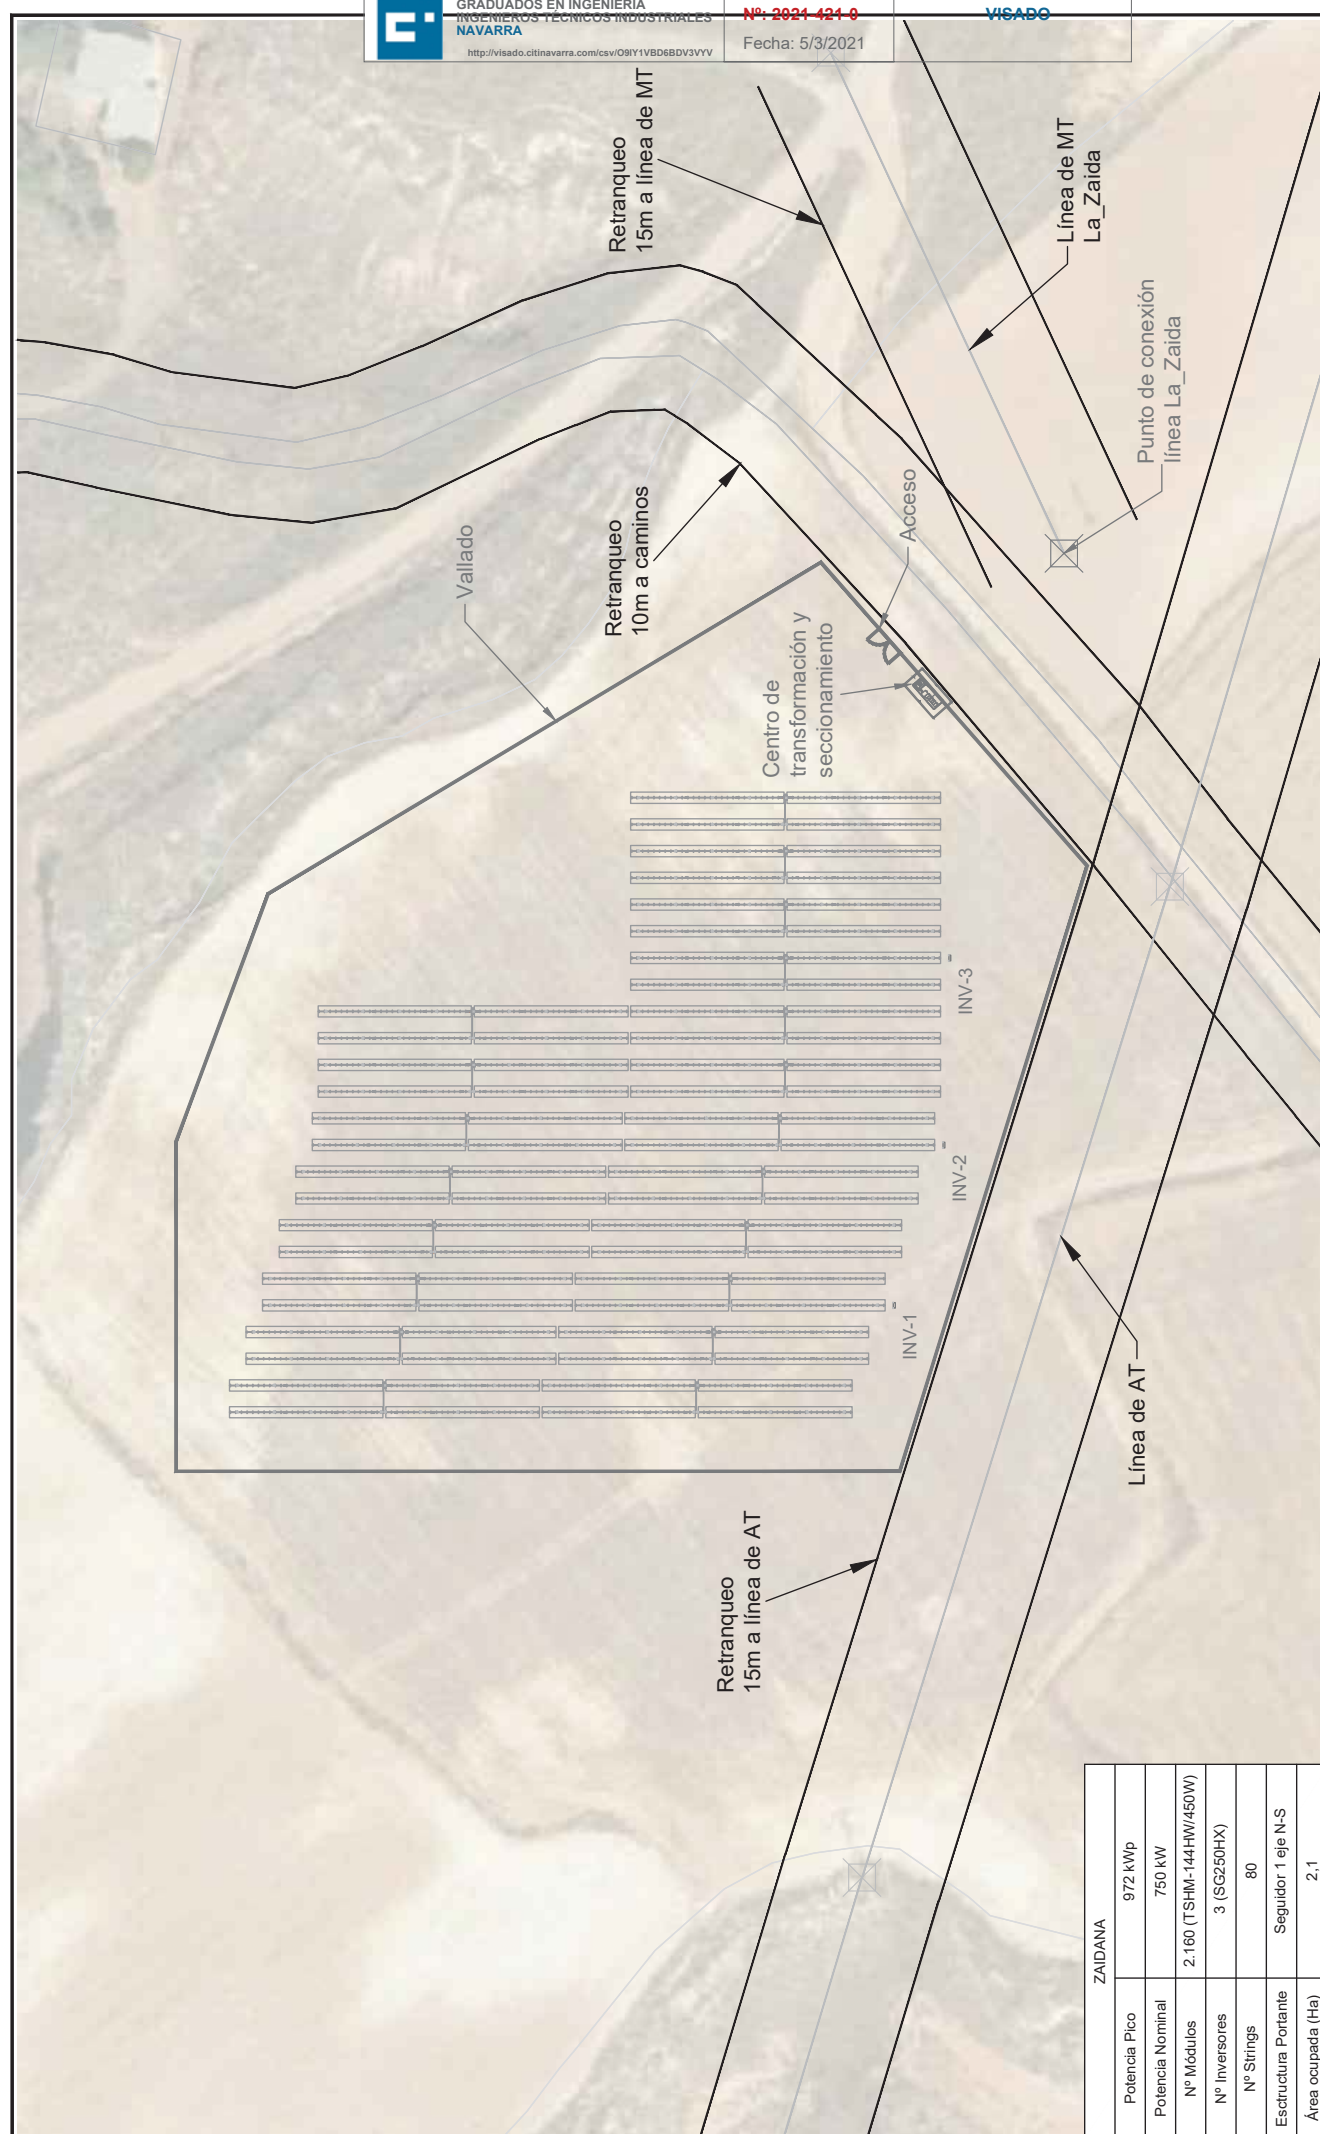 GRADUADOS EN INGENIERIA
INGENIEROS TÉCNICOS INDUSTRIALES
NAVARRA
http://visado.citinavarra.com/csv/O9IY1VBD6BDV3VYV
Nº: 2021-421-0
Fecha: 5/3/2021
VISADO
Retranqueo
15m a línea de MT
Línea de MT
La_Zaida
Punto de conexión
línea La_Zaida
Vallado
Retranqueo
10m a caminos
Acceso
Centro de
transformación y
seccionamiento
INV-3
INV-2
INV-1
Línea de AT
Retranqueo
15m a línea de AT
ZAIDANA
Potencia Pico 972 kWp
Potencia Nominal 750 kW
Nº Módulos 2.160 (TSHM-144HW/450W)
Nº Inversores 3 (SG250HX)
Nº Strings 80
Esctructura Portante Seguidor 1 eje N-S
Área ocupada (Ha) 2,1